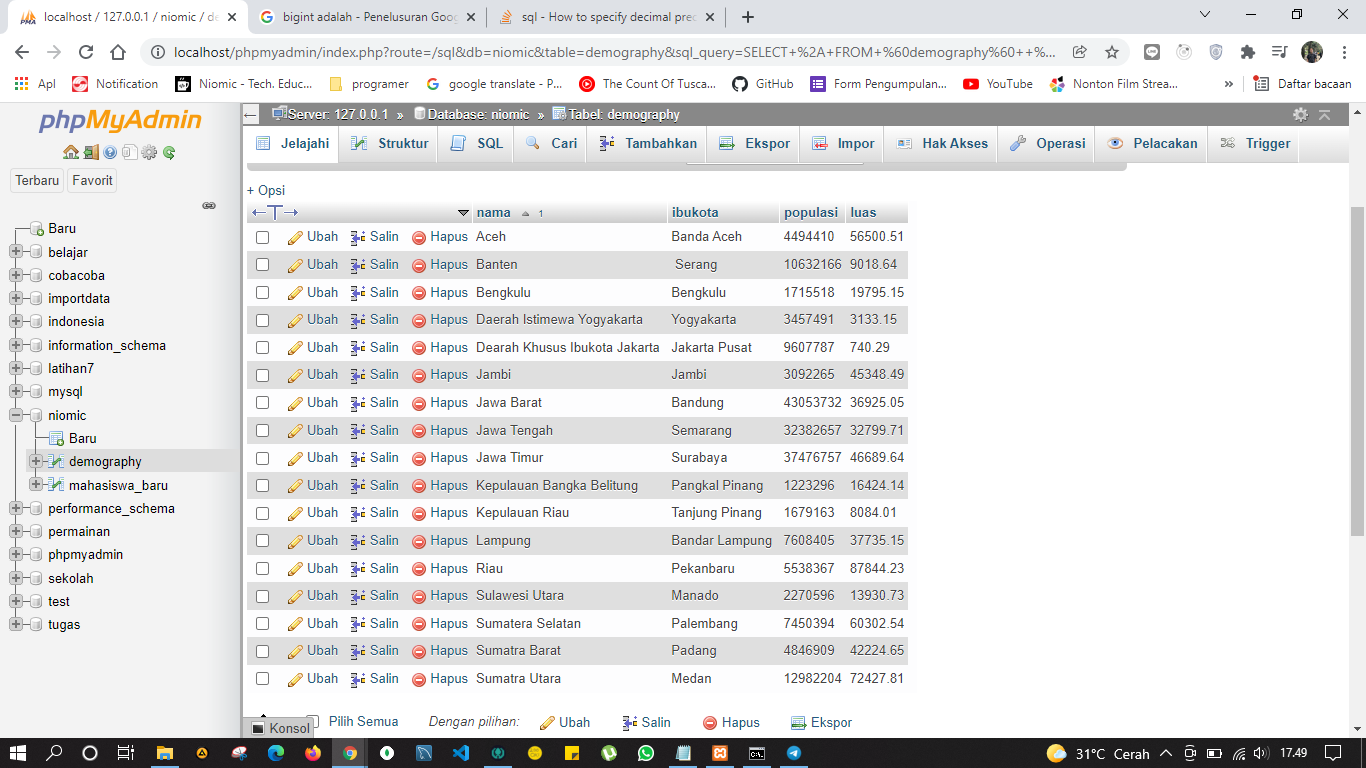 localhost / 127.0.0.1 / niomic / de
bigint adalah - Penelusuran Goog
sql - How to specify decimal prec
localhost/phpmyadmin/index.php?route=/sql&db=niomic&table=demography&sql_query=SELECT+%2A+FROM+%60demography%60++%...
Apl
Notification
Niomic - Tech. Educ...
programer
google translate - P...
The Count Of Tusca...
GitHub
Form Pengumpulan...
YouTube
Nonton Film Strea...
»
Daftar bacaan
phpMyAdmin
Terbaru
Favorit
Baru
belajar
cobacoba
importdata
indonesia
information_schema
latihan7
mysql
niomic
Baru
demography
mahasiswa_baru
performance_schema
permainan
phpmyadmin
sekolah
test
tugas
Server: 127.0.0.1 » Database: niomic » Tabel: demography
Jelajahi Struktur SQL Cari Tambahkan Ekspor Impor Hak Akses Operasi Pelacakan Trigger
+ Opsi
nama 1 ibukota populasi luas
Ubah Salin Hapus Aceh Banda Aceh 4494410 56500.51
Ubah Salin Hapus Banten Serang 10632166 9018.64
Ubah Salin Hapus Bengkulu Bengkulu 1715518 19795.15
Ubah Salin Hapus Daerah Istimewa Yogyakarta Yogyakarta 3457491 3133.15
Ubah Salin Hapus Dearah Khusus Ibukota Jakarta Jakarta Pusat 9607787 740.29
Ubah Salin Hapus Jambi Jambi 3092265 45348.49
Ubah Salin Hapus Jawa Barat Bandung 43053732 36925.05
Ubah Salin Hapus Jawa Tengah Semarang 32382657 32799.71
Ubah Salin Hapus Jawa Timur Surabaya 37476757 46689.64
Ubah Salin Hapus Kepulauan Bangka Belitung Pangkal Pinang 1223296 16424.14
Ubah Salin Hapus Kepulauan Riau Tanjung Pinang 1679163 8084.01
Ubah Salin Hapus Lampung Bandar Lampung 7608405 37735.15
Ubah Salin Hapus Riau Pekanbaru 5538367 87844.23
Ubah Salin Hapus Sulawesi Utara Manado 2270596 13930.73
Ubah Salin Hapus Sumatera Selatan Palembang 7450394 60302.54
Ubah Salin Hapus Sumatra Barat Padang 4846909 42224.65
Ubah Salin Hapus Sumatra Utara Medan 12982204 72427.81
Pilih Semua Dengan pilihan: Ubah Salin Hapus Ekspor
Konsol
31°C Cerah 17.49